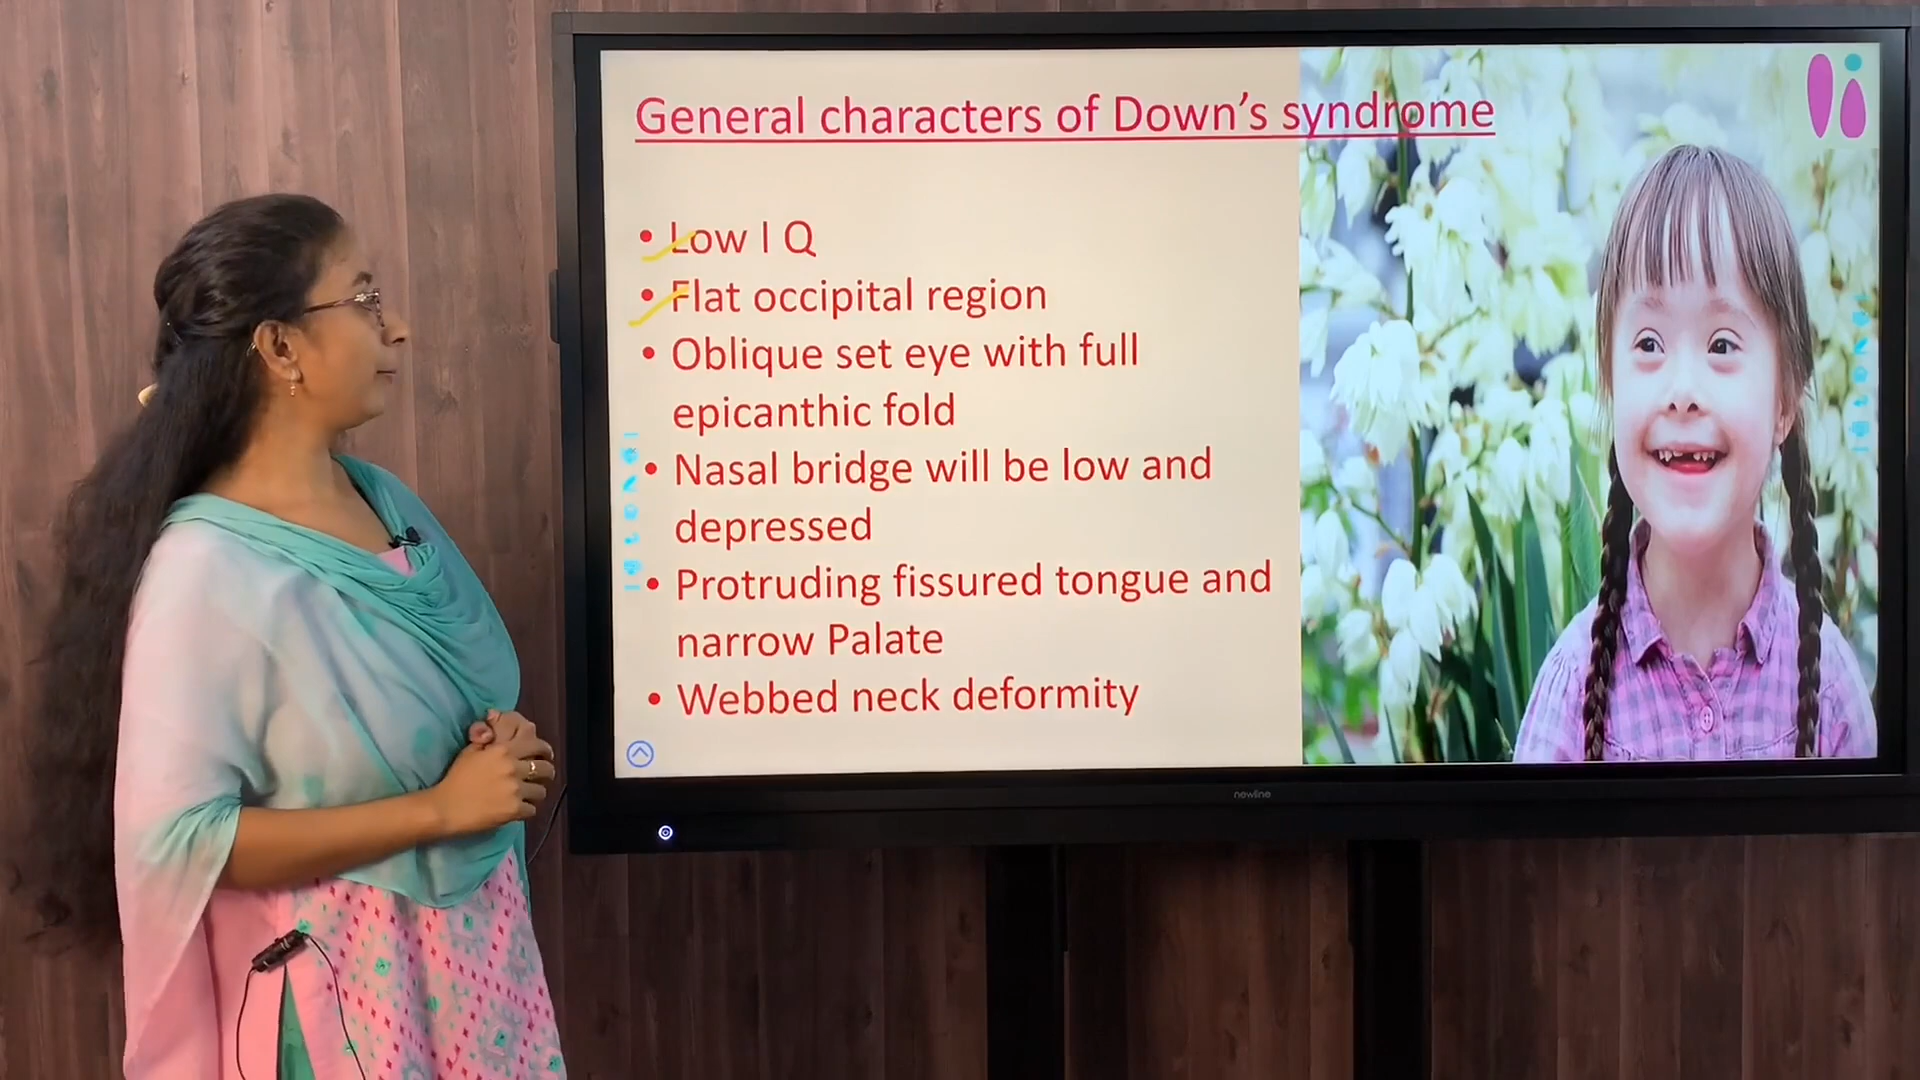 General characters of Down's syndrome
• Low I Q
• Flat occipital region
• Oblique set eye with full
epicanthic fold
• Nasal bridge will be low and
depressed
• Protruding fissured tongue and
narrow Palate
• Webbed neck deformity
newline